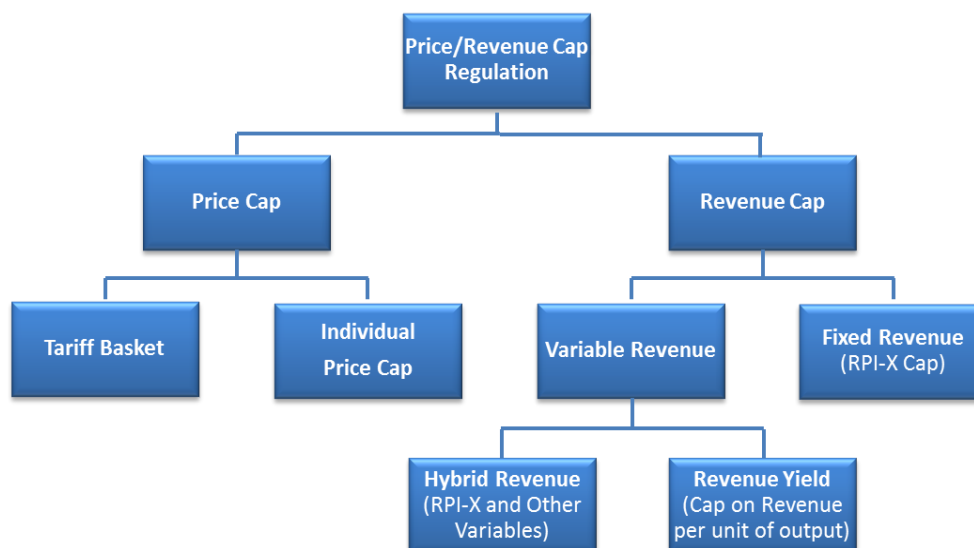 Price/Revenue Cap
Regulation
Price Cap
Revenue Cap
Tariff Basket
Individual
Price Cap
Variable Revenue
Fixed Revenue
(RPI-X Cap)
Hybrid Revenue
(RPI-X and Other
Variables)
Revenue Yield
(Cap on Revenue
per unit of output)